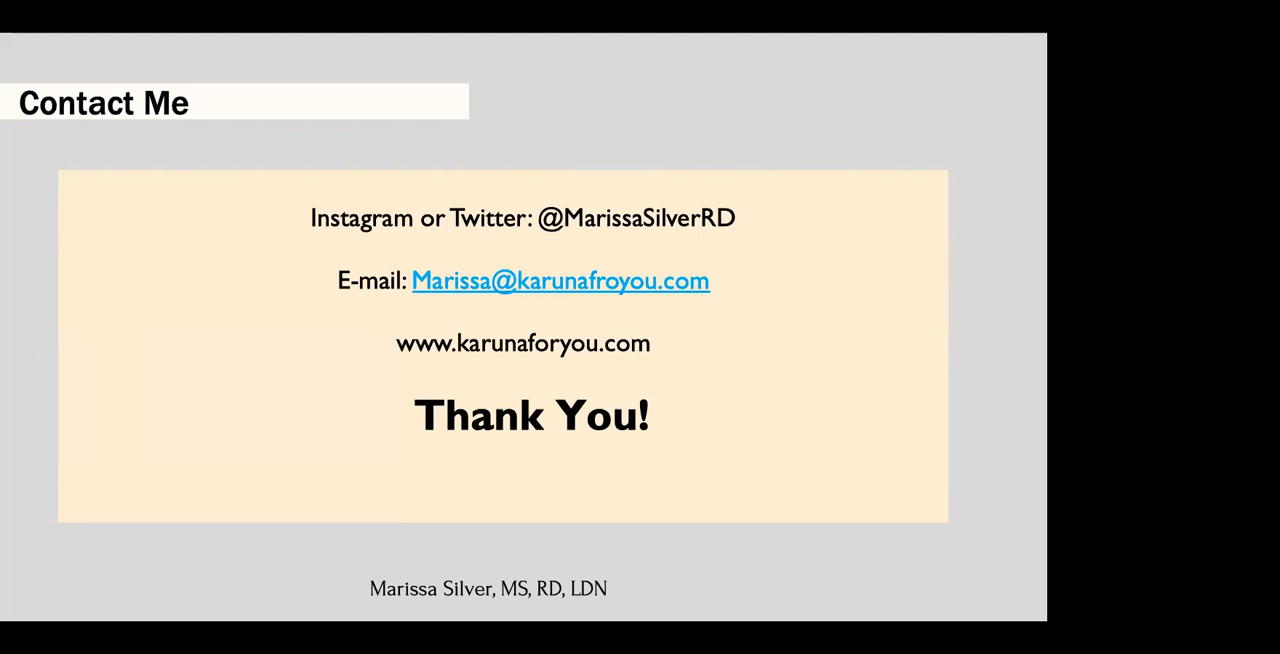 Contact Me
Instagram or Twitter: @MarissaSilverRD
E-mail: Marissa@karunafroyou.com
www.karunaforyou.com
Thank You!
Marissa Silver, MS, RD, LDN